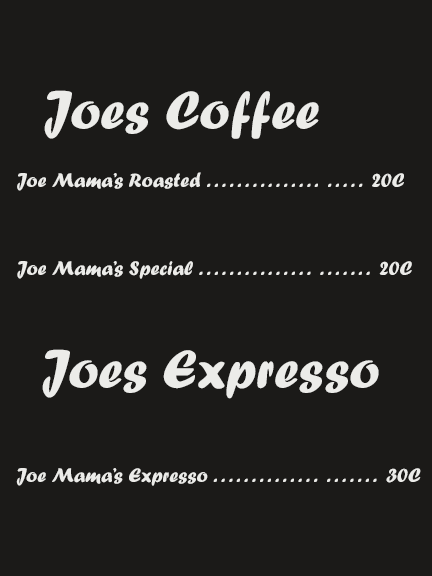 Joes Coffee
Joe Mama's Roasted ............... ..... 20C
Joe Mama's Special ............... ....... 20C
Joes Expresso
Joe Mama's Expresso .............. ....... 30C